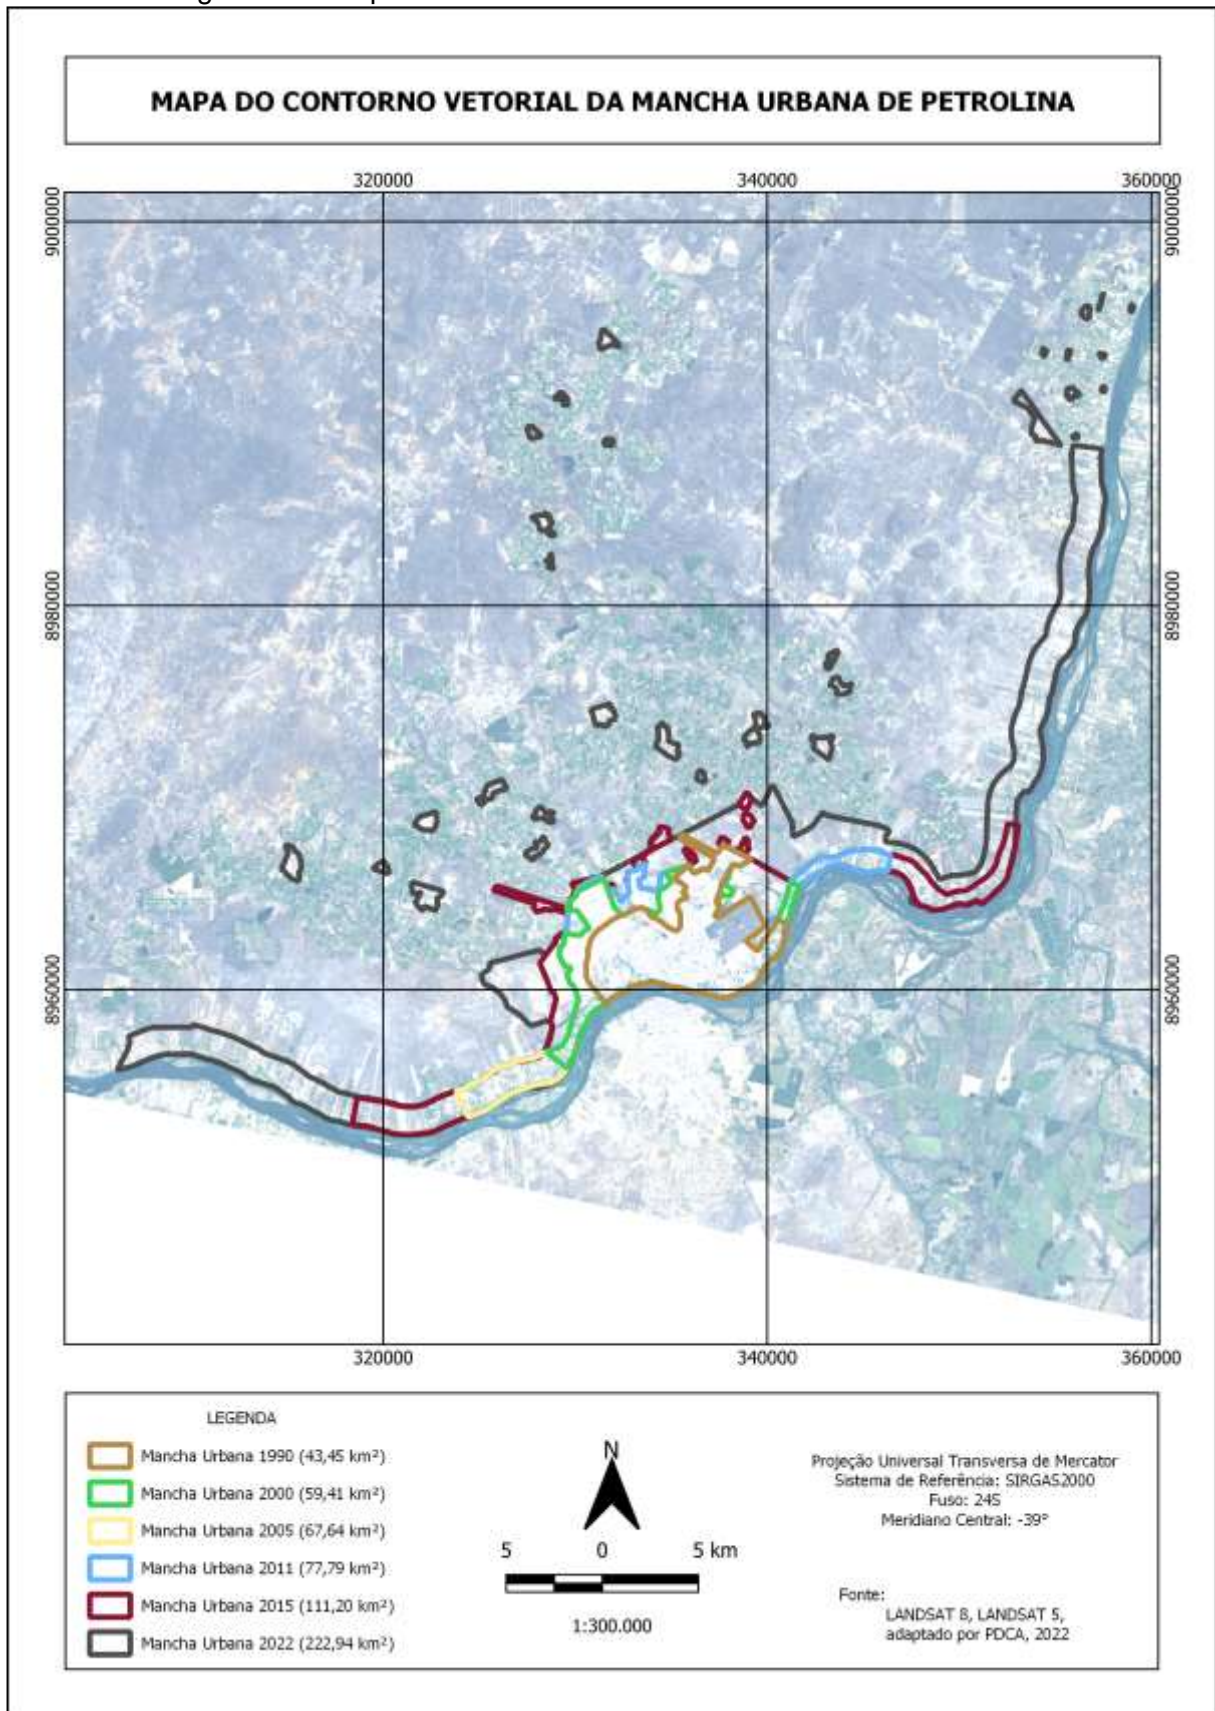 MAPA DO CONTORNO VETORIAL DA MANCHA URBANA DE PETROLINA
320000 340000 360000
9000000 9000000
8980000 8980000
8960000 8960000
320000 340000 360000
LEGENDA
Mancha Urbana 1990 (43,45 km²)
Mancha Urbana 2000 (59,41 km²)
Mancha Urbana 2005 (67,64 km²)
Mancha Urbana 2011 (77,79 km²)
Mancha Urbana 2015 (111,20 km²)
Mancha Urbana 2022 (222,94 km²)
N
5 0 5 km
1:300.000
Projeção Universal Transversa de Mercator
Sistema de Referência: SIRGAS2000
Fuso: 24S
Meridiano Central: -39°
Fonte:
LANDSAT 8, LANDSAT 5,
adaptado por PDCA, 2022